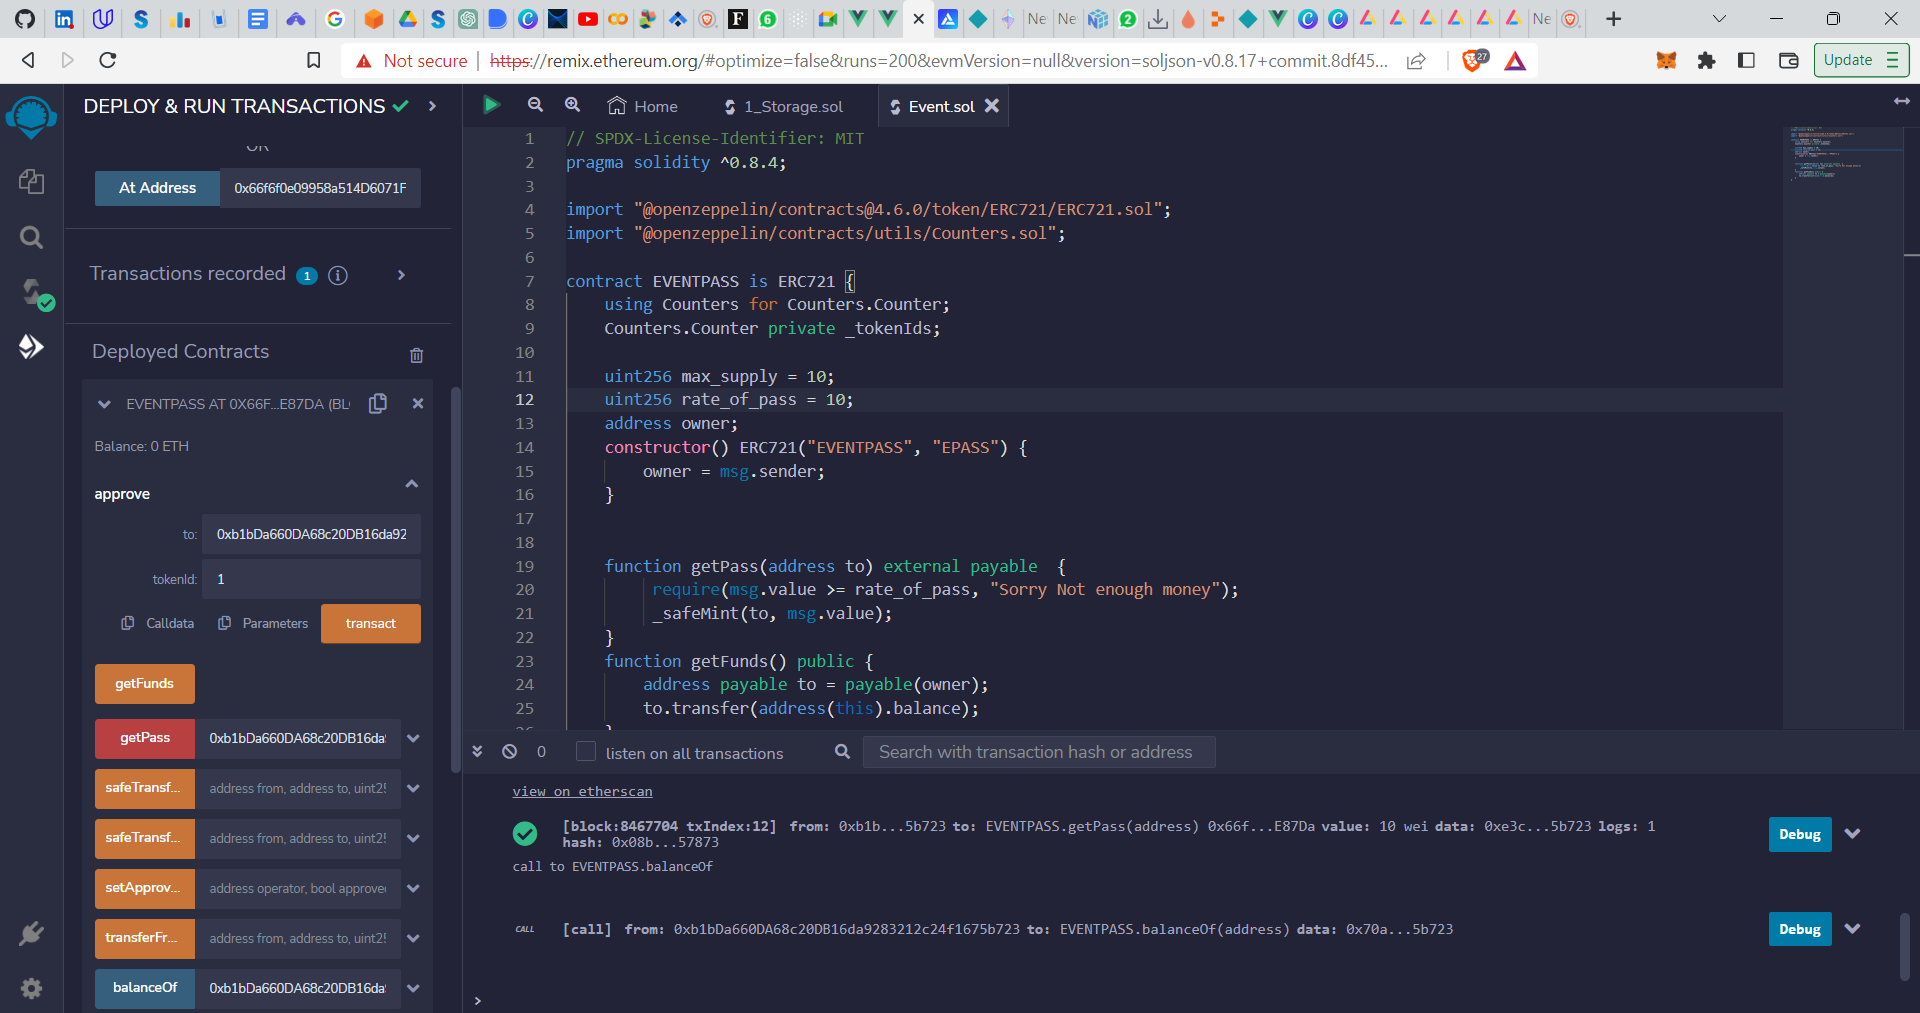 Ne
Ne
Ne
Not secure
https://remix.ethereum.org/#optimize=false&runs=200&evmVersion=null&version=soljson-v0.8.17+commit.8df45...
27
Update
DEPLOY & RUN TRANSACTIONS
OR
At Address
0x66f6f0e09958a514D6071F
Transactions recorded 1
Deployed Contracts
EVENTPASS AT 0X66F...E87DA (BL
Balance: 0 ETH
approve
to: 0xb1bDa660DA68c20DB16da92
tokenId: 1
Calldata Parameters transact
getFunds
getPass 0xb1bDa660DA68c20DB16da
safeTransf... address from, address to, uint2
safeTransf... address from, address to, uint2
setApprov... address operator, bool approve
transferFr... address from, address to, uint2
balanceOf 0xb1bDa660DA68c20DB16da
Home 1_Storage.sol Event.sol
1 // SPDX-License-Identifier: MIT
2 pragma solidity ^0.8.4;
3
4 import "@openzeppelin/contracts@4.6.0/token/ERC721/ERC721.sol";
5 import "@openzeppelin/contracts/utils/Counters.sol";
6
7 contract EVENTPASS is ERC721 {
8 using Counters for Counters.Counter;
9 Counters.Counter private _tokenIds;
10
11 uint256 max_supply = 10;
12 uint256 rate_of_pass = 10;
13 address owner;
14 constructor() ERC721("EVENTPASS", "EPASS") {
15 owner = msg.sender;
16 }
17
18
19 function getPass(address to) external payable {
20 require(msg.value >= rate_of_pass, "Sorry Not enough money");
21 _safeMint(to, msg.value);
22 }
23 function getFunds() public {
24 address payable to = payable(owner);
25 to.transfer(address(this).balance);
0 listen on all transactions Search with transaction hash or address
view on etherscan
[block:8467704 txIndex:12] from: 0xb1b...5b723 to: EVENTPASS.getPass(address) 0x66f...E87Da value: 10 wei data: 0xe3c...5b723 logs: 1
hash: 0x08b...57873
Debug
call to EVENTPASS.balanceOf
CALL [call] from: 0xb1bDa660DA68c20DB16da9283212c24f1675b723 to: EVENTPASS.balanceOf(address) data: 0x70a...5b723
Debug
>